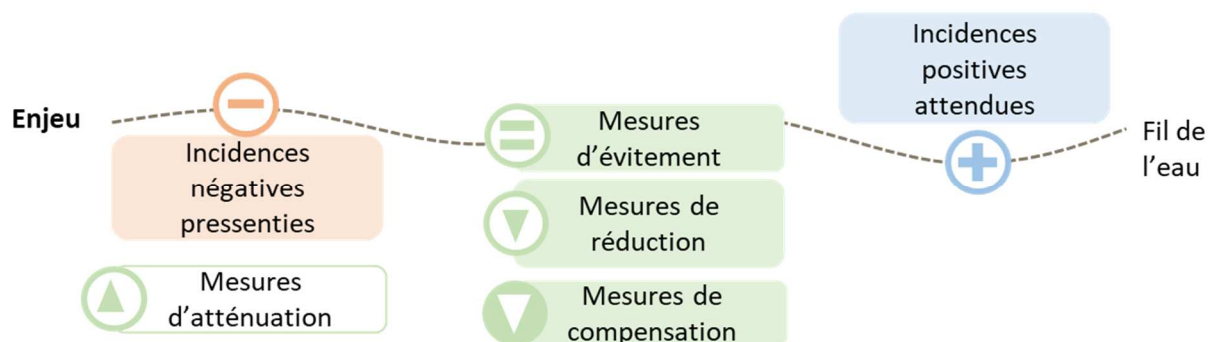 Enjeu
Incidences
négatives
pressenties
Mesures
d’atténuation
Mesures
d’évitement
Mesures de
réduction
Mesures de
compensation
Incidences
positives
attendues
Fil de
l’eau